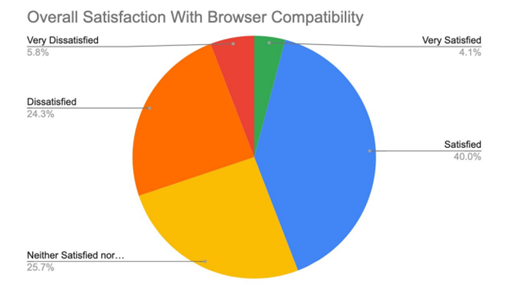 Overall Satisfaction With Browser Compatibility
Very Dissatisfied
5.8%
Very Satisfied
4.1%
Dissatisfied
24.3%
Satisfied
40.0%
Neither Satisfied nor…
25.7%